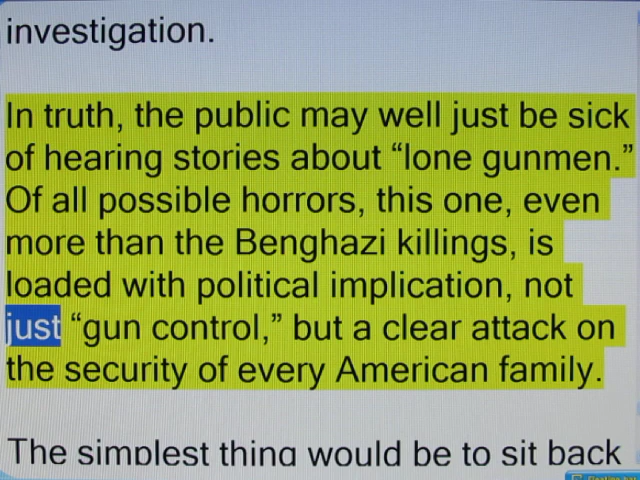 investigation.
In truth, the public may well just be sick
of hearing stories about “lone gunmen.”
Of all possible horrors, this one, even
more than the Benghazi killings, is
loaded with political implication, not
just “gun control,” but a clear attack on
the security of every American family.
The simplest thing would be to sit back